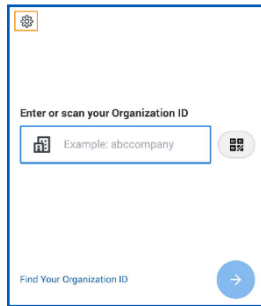 Enter or scan your Organization ID
Example: abccompany
Find Your Organization ID